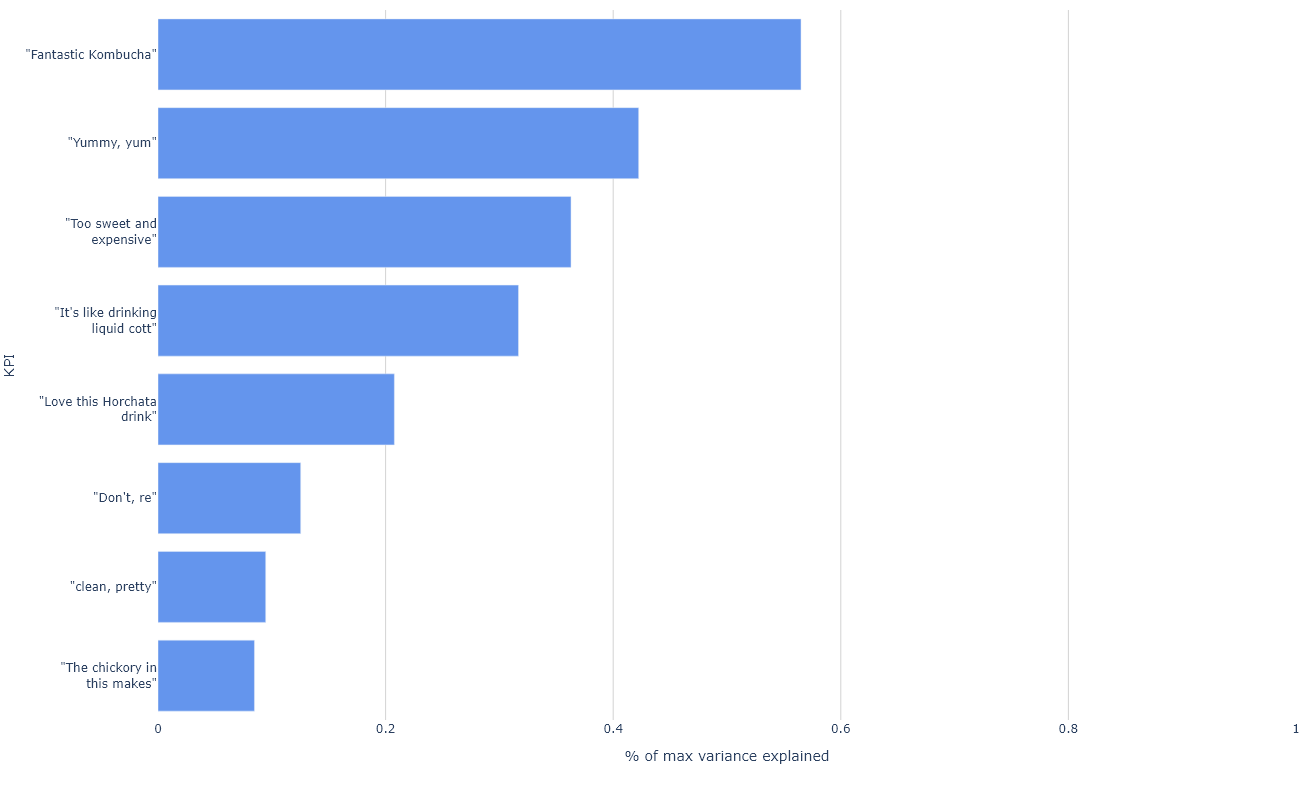 "Fantastic Kombucha"
"Yummy, yum"
"Too sweet and
expensive"
"It's like drinking
liquid cott"
KPI
"Love this Horchata
drink"
"Don't, re"
"clean, pretty"
"The chickory in
this makes"
0 0.2 0.4 0.6 0.8 1
% of max variance explained